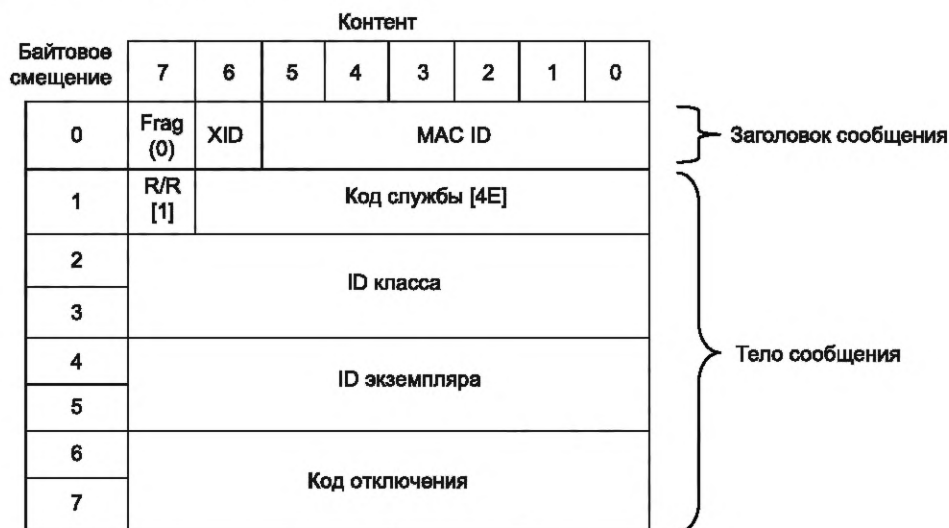 Контент
Байтовое
смещение
7 6 5 4 3 2 1 0
0 Frag (0) XID MAC ID Заголовок сообщения
1 R/R [1] Код службы [4E]
2
ID класса
3
4
Тело сообщения
ID экземпляра
5
6
Код отключения
7